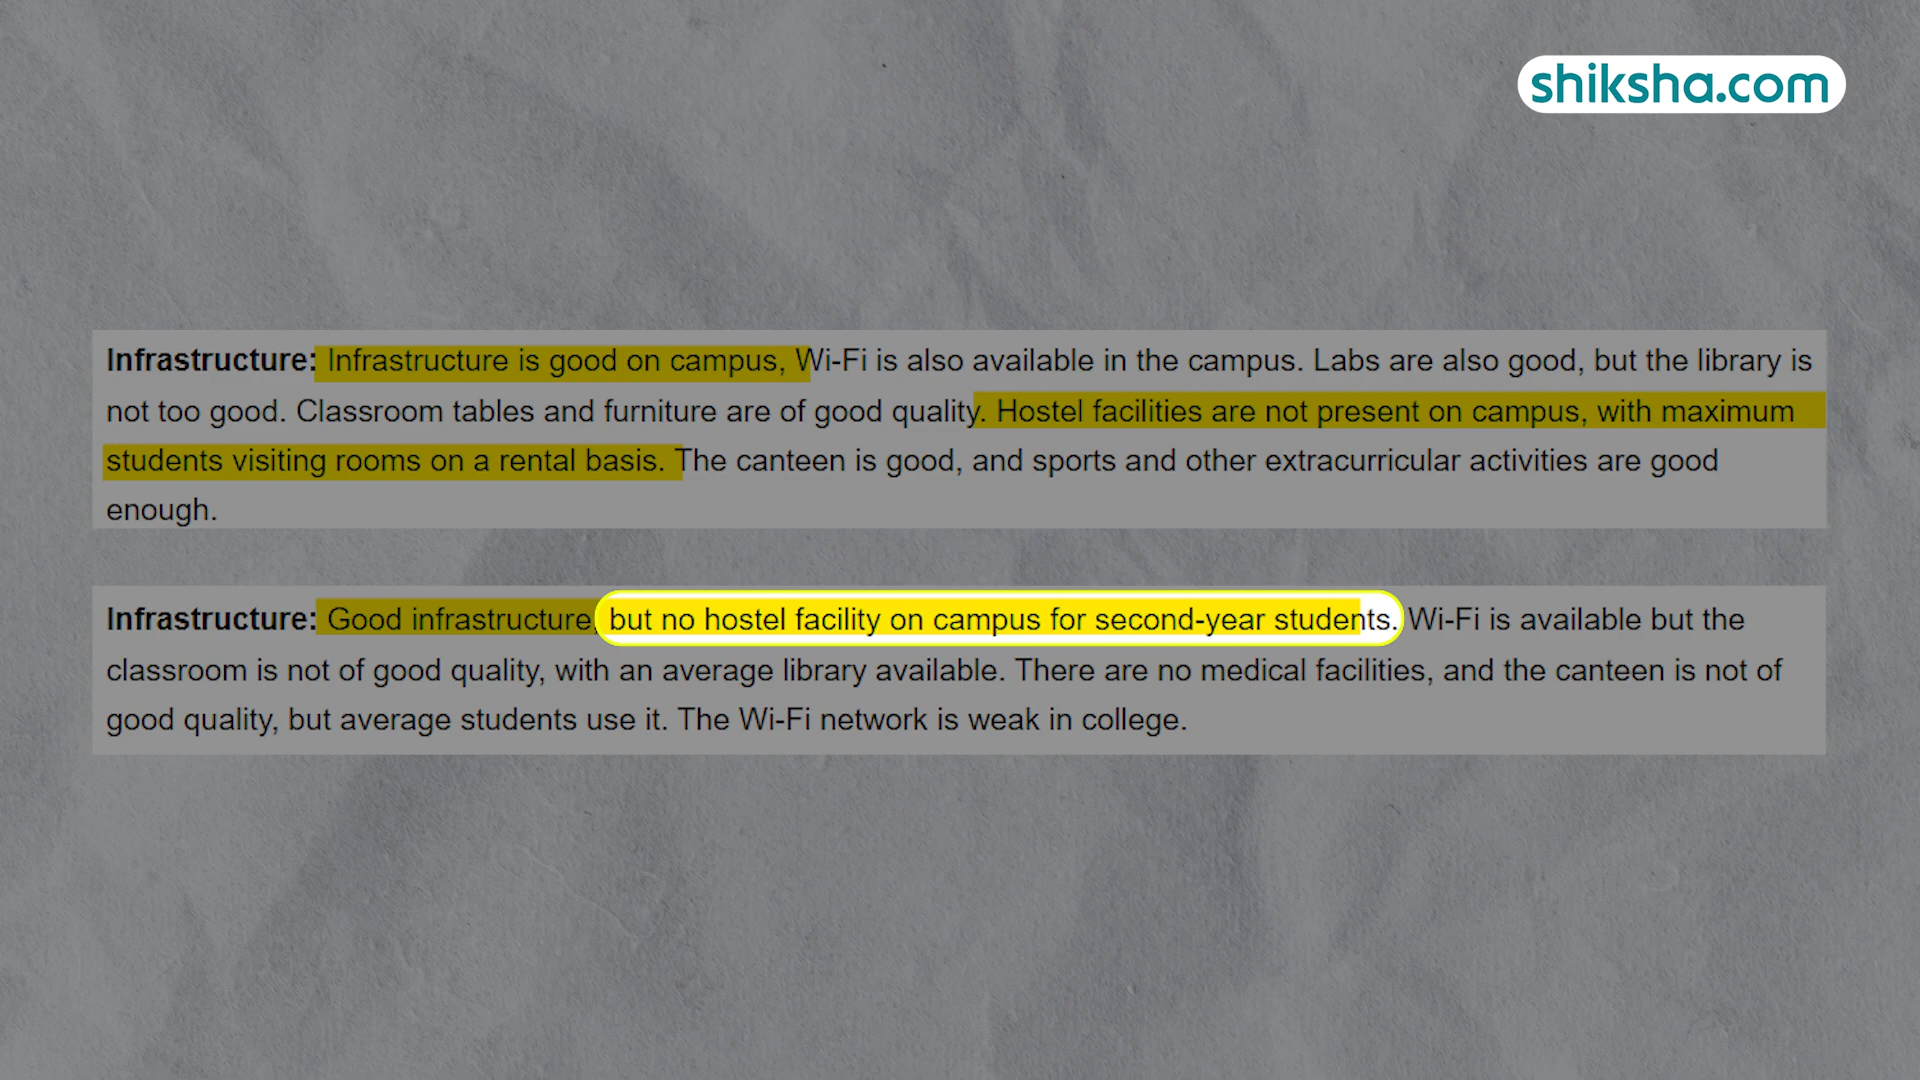 shiksha.com
Infrastructure: Infrastructure is good on campus, Wi-Fi is also available in the campus. Labs are also good, but the library is
not too good. Classroom tables and furniture are of good quality. Hostel facilities are not present on campus, with maximum
students visiting rooms on a rental basis. The canteen is good, and sports and other extracurricular activities are good
enough.
Infrastructure: Good infrastructure, but no hostel facility on campus for second-year students. Wi-Fi is available but the
classroom is not of good quality, with an average library available. There are no medical facilities, and the canteen is not of
good quality, but average students use it. The Wi-Fi network is weak in college.